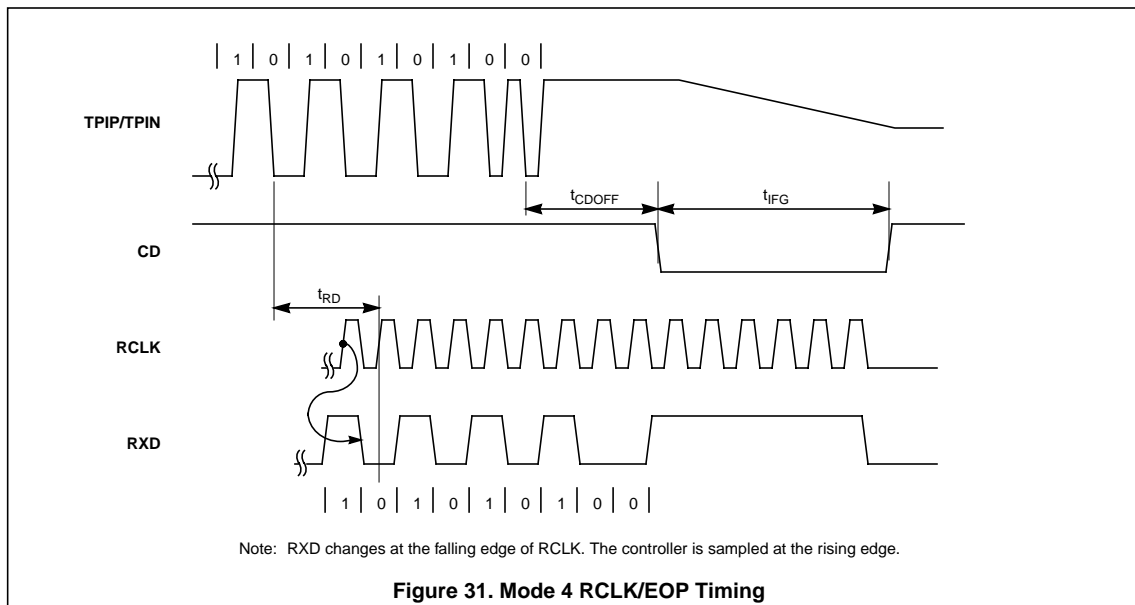 | 1 | 0 | 1 | 0 | 1 | 0 | 1 | 0 | 0 |
TPIP/TPIN
tCDOFF
tIFG
CD
tRD
RCLK
RXD
| 1 | 0 | 1 | 0 | 1 | 0 | 1 | 0 | 0 |
Note: RXD changes at the falling edge of RCLK. The controller is sampled at the rising edge.
Figure 31. Mode 4 RCLK/EOP Timing